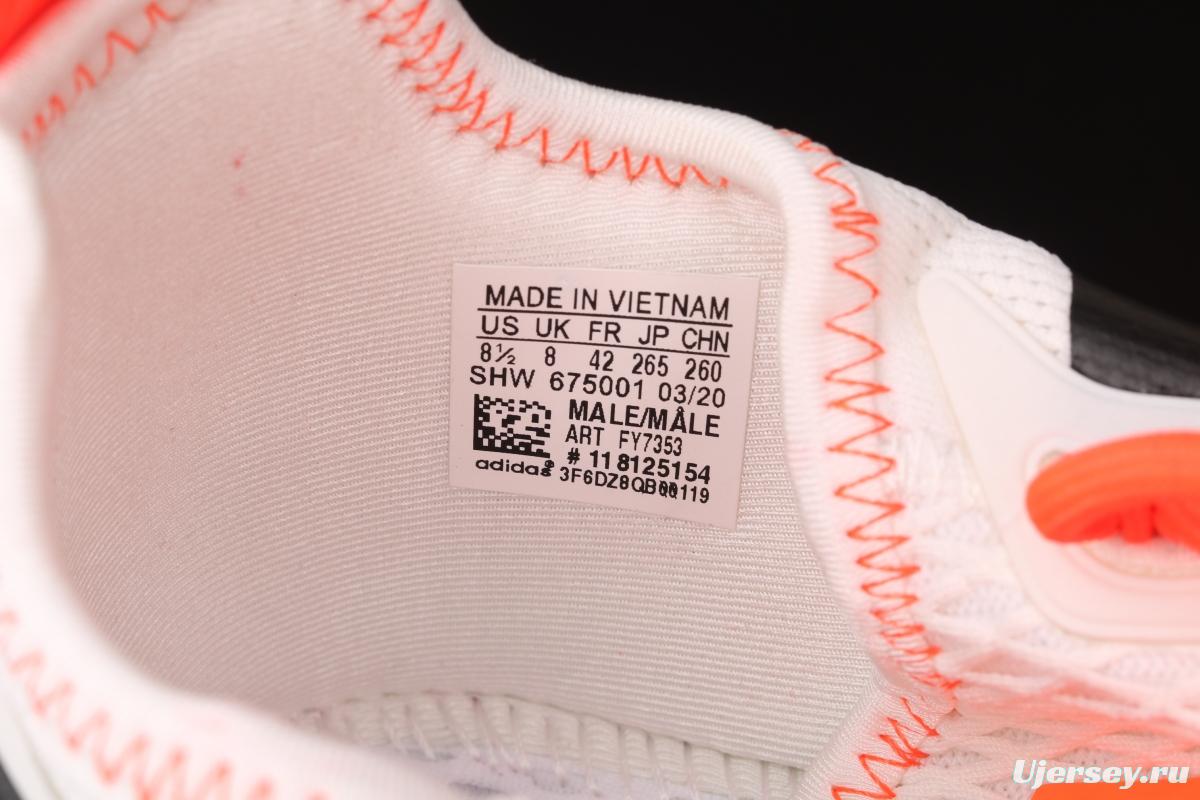 MADE IN VIETNAM
US UK FR JP CHN
8½ 8 42 265 260
SHW 675001 03/20
MALE/MÂLE
ART FY7353
# 118125154
adidas
Ujersey.ru